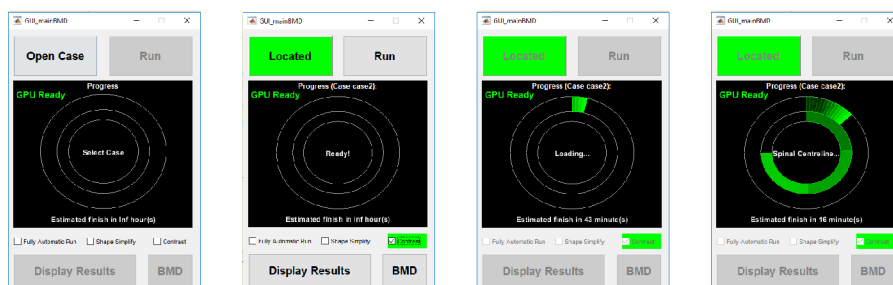 GUI_mainBMD
Open Case Run
Progress
GPU Ready
Select Case
Estimated finish in Inf hour(s)
Fully Automatic Run Shape Simplify Contrast
Display Results BMD
GUI_mainBMD
Located Run
Progress (Case case2):
GPU Ready
Ready!
Estimated finish in Inf hour(s)
Fully Automatic Run Shape Simplify Contrast
Display Results BMD
GUI_mainBMD
Located Run
Progress (Case case2):
GPU Ready
Loading...
Estimated finish in 43 minute(s)
Fully Automatic Run Shape Simplify Contrast
Display Results BMD
GUI_mainBMD
Located Run
Progress (Case case2):
GPU Ready
Spinal Centreline...
Estimated finish in 16 minute(s)
Fully Automatic Run Shape Simplify Contrast
Display Results BMD